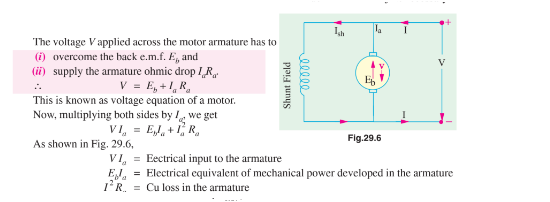 The voltage V applied across the motor armature has to
(i) overcome the back e.m.f. E_b and
(ii) supply the armature ohmic drop I_aR_a.
∴ V = E_b + I_a R_a
This is known as voltage equation of a motor.
Now, multiplying both sides by I_a, we get
V I_a = E_bI_a + I_a^2 R_a
As shown in Fig. 29.6,
V I_a = Eectrical input to the armature
E_bI_a = Electrical equivalent of mechanical power developed in the armature
I^2 R = Cu loss in the armature
I_sh I_a I +
Shunt Field
E_b V
V
I −
Fig.29.6